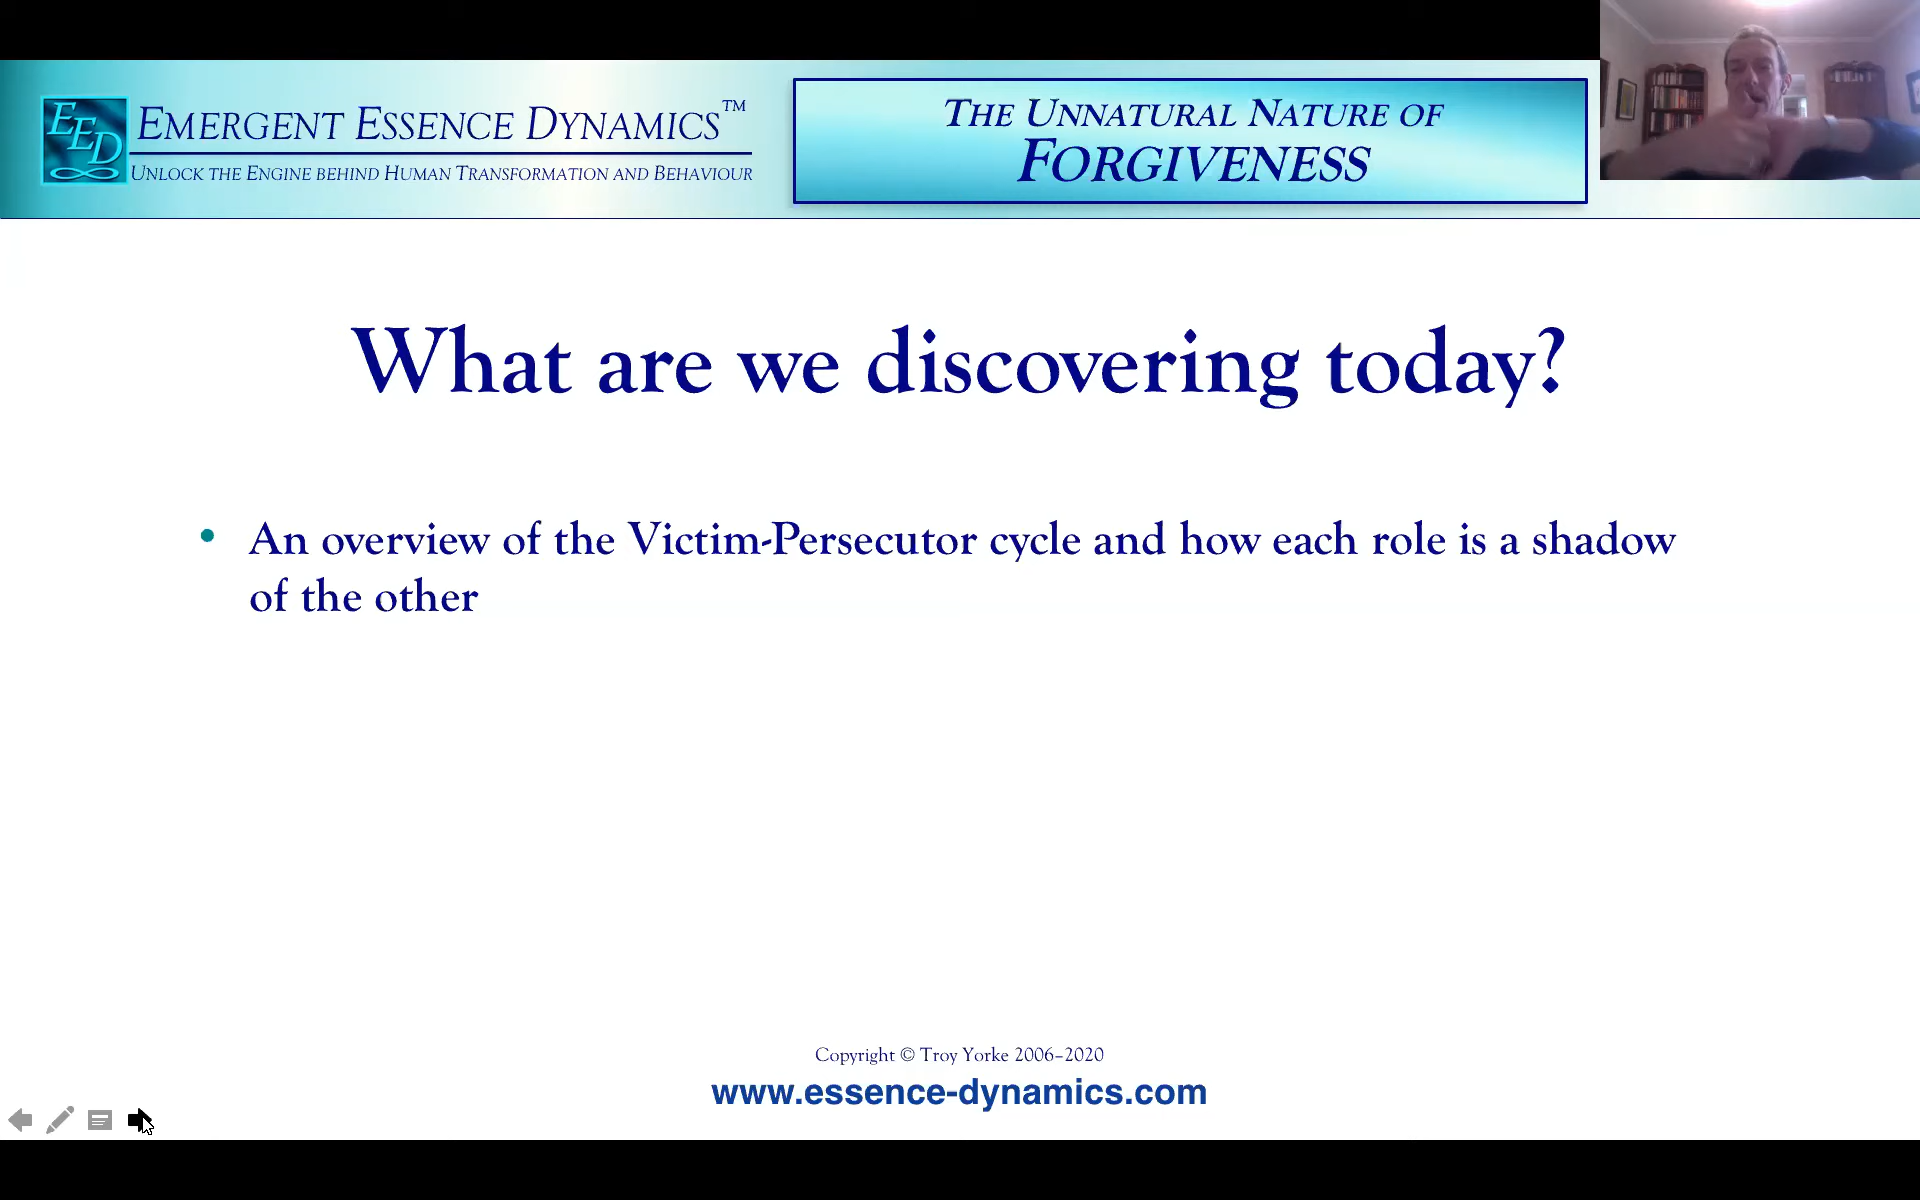 EED
EMERGENT ESSENCE DYNAMICS™
UNLOCK THE ENGINE BEHIND HUMAN TRANSFORMATION AND BEHAVIOUR
THE UNNATURAL NATURE OF
FORGIVENESS
What are we discovering today?
• An overview of the Victim-Persecutor cycle and how each role is a shadow
of the other
Copyright © Troy Yorke 2006–2020
www.essence-dynamics.com